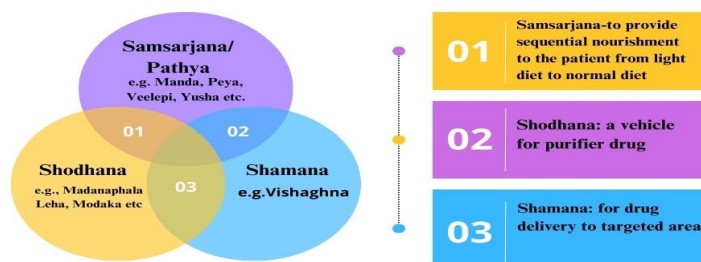 Samsarjana/
Pathya
e.g. Manda, Peya,
Veelepi, Yusha etc.
01
02
Shodhana
e.g., Madanaphala
Leha, Modaka etc
03
Shamana
e.g.Vishaghna
01
Samsarjana-to provide
sequential nourishment
to the patient from light
diet to normal diet
02
Shodhana: a vehicle
for purifier drug
03
Shamana: for drug
delivery to targeted area